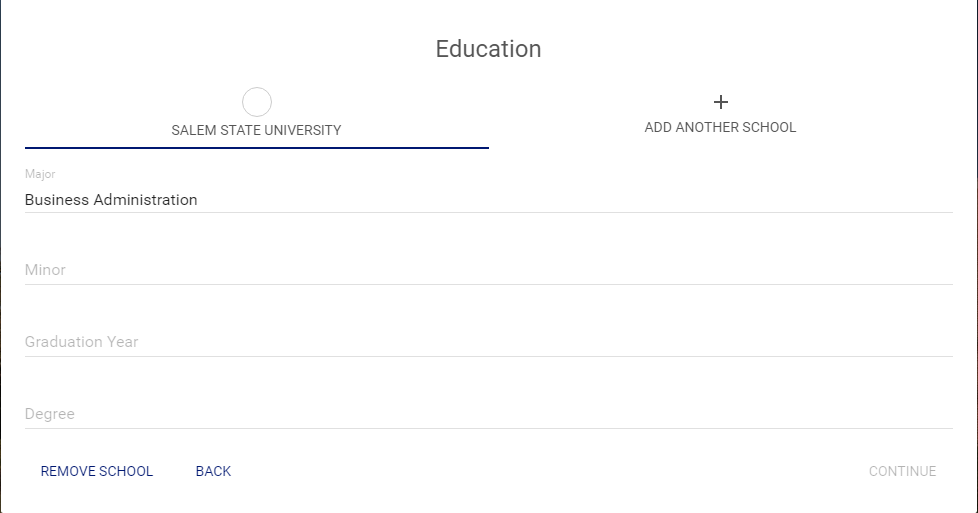 Education
SALEM STATE UNIVERSITY
ADD ANOTHER SCHOOL
Major
Business Administration
Minor
Graduation Year
Degree
REMOVE SCHOOL BACK CONTINUE